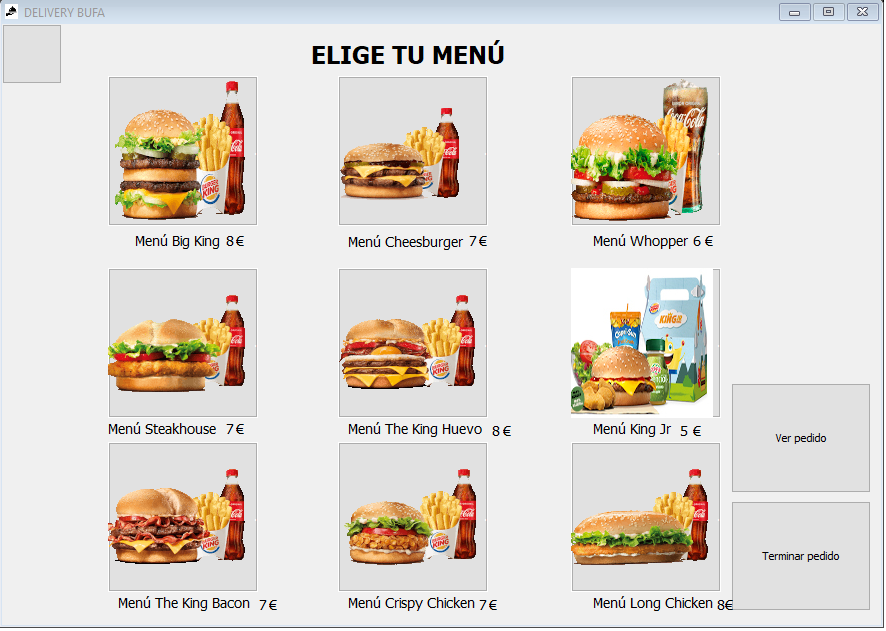 DELIVERY BUFA
ELIGE TU MENÚ
Menú Big King 8€
Menú Cheesburger 7€
Menú Whopper 6 €
Menú Steakhouse 7€
Menú The King Huevo 8 €
Menú King Jr 5 €
Ver pedido
Terminar pedido
Menú The King Bacon 7€
Menú Crispy Chicken 7€
Menú Long Chicken 8€